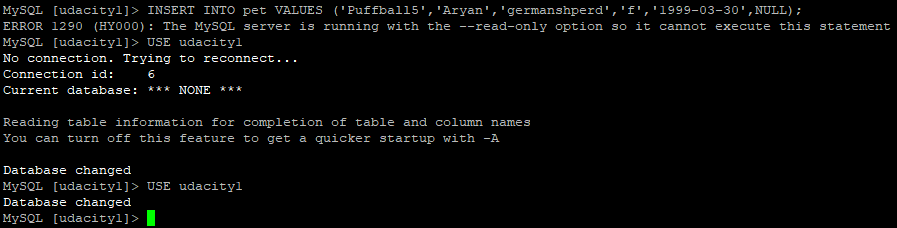 MySQL [udacity1]> INSERT INTO pet VALUES ('Puffball5','Aryan','germanshperd','f','1999-03-30',NULL);
ERROR 1290 (HY000): The MySQL server is running with the --read-only option so it cannot execute this statement
MySQL [udacity1]> USE udacity1
No connection. Trying to reconnect...
Connection id:    6
Current database: *** NONE ***
Reading table information for completion of table and column names
You can turn off this feature to get a quicker startup with -A
Database changed
MySQL [udacity1]> USE udacity1
Database changed
MySQL [udacity1]>